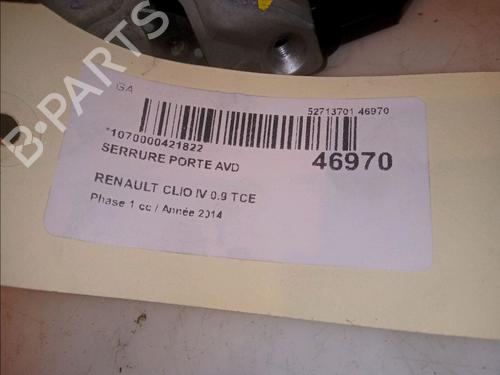 GA
52713701 46970
*1070000421822
SERRURE PORTE AVD
46970
RENAULT CLIO IV 0.9 TCE
Phase 1 cc / Année 2014
B-PARTS